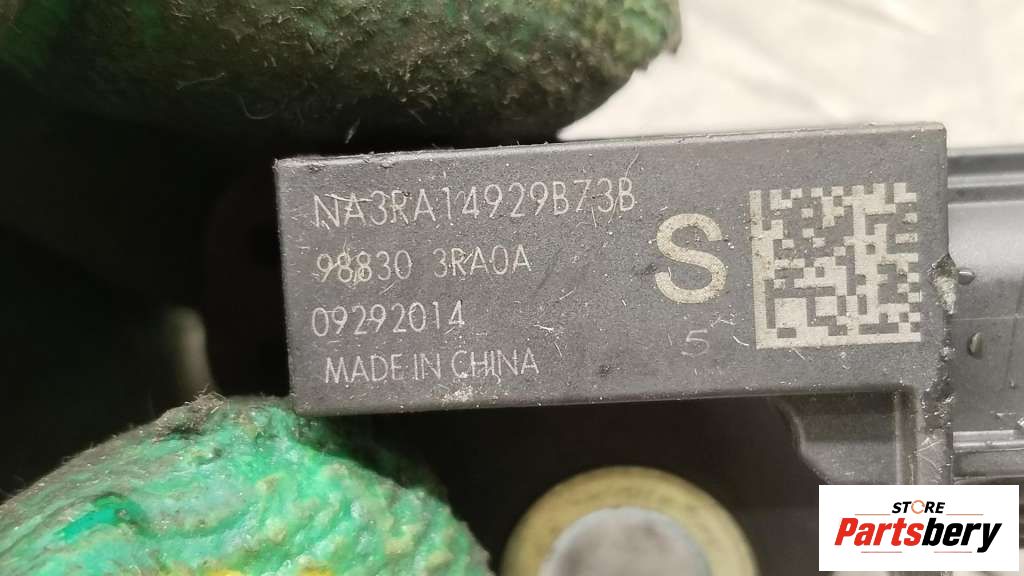 NA3RA14929B73B
98830 3RA0A
09292014
MADE IN CHINA
S
5
STORE
Partsbery